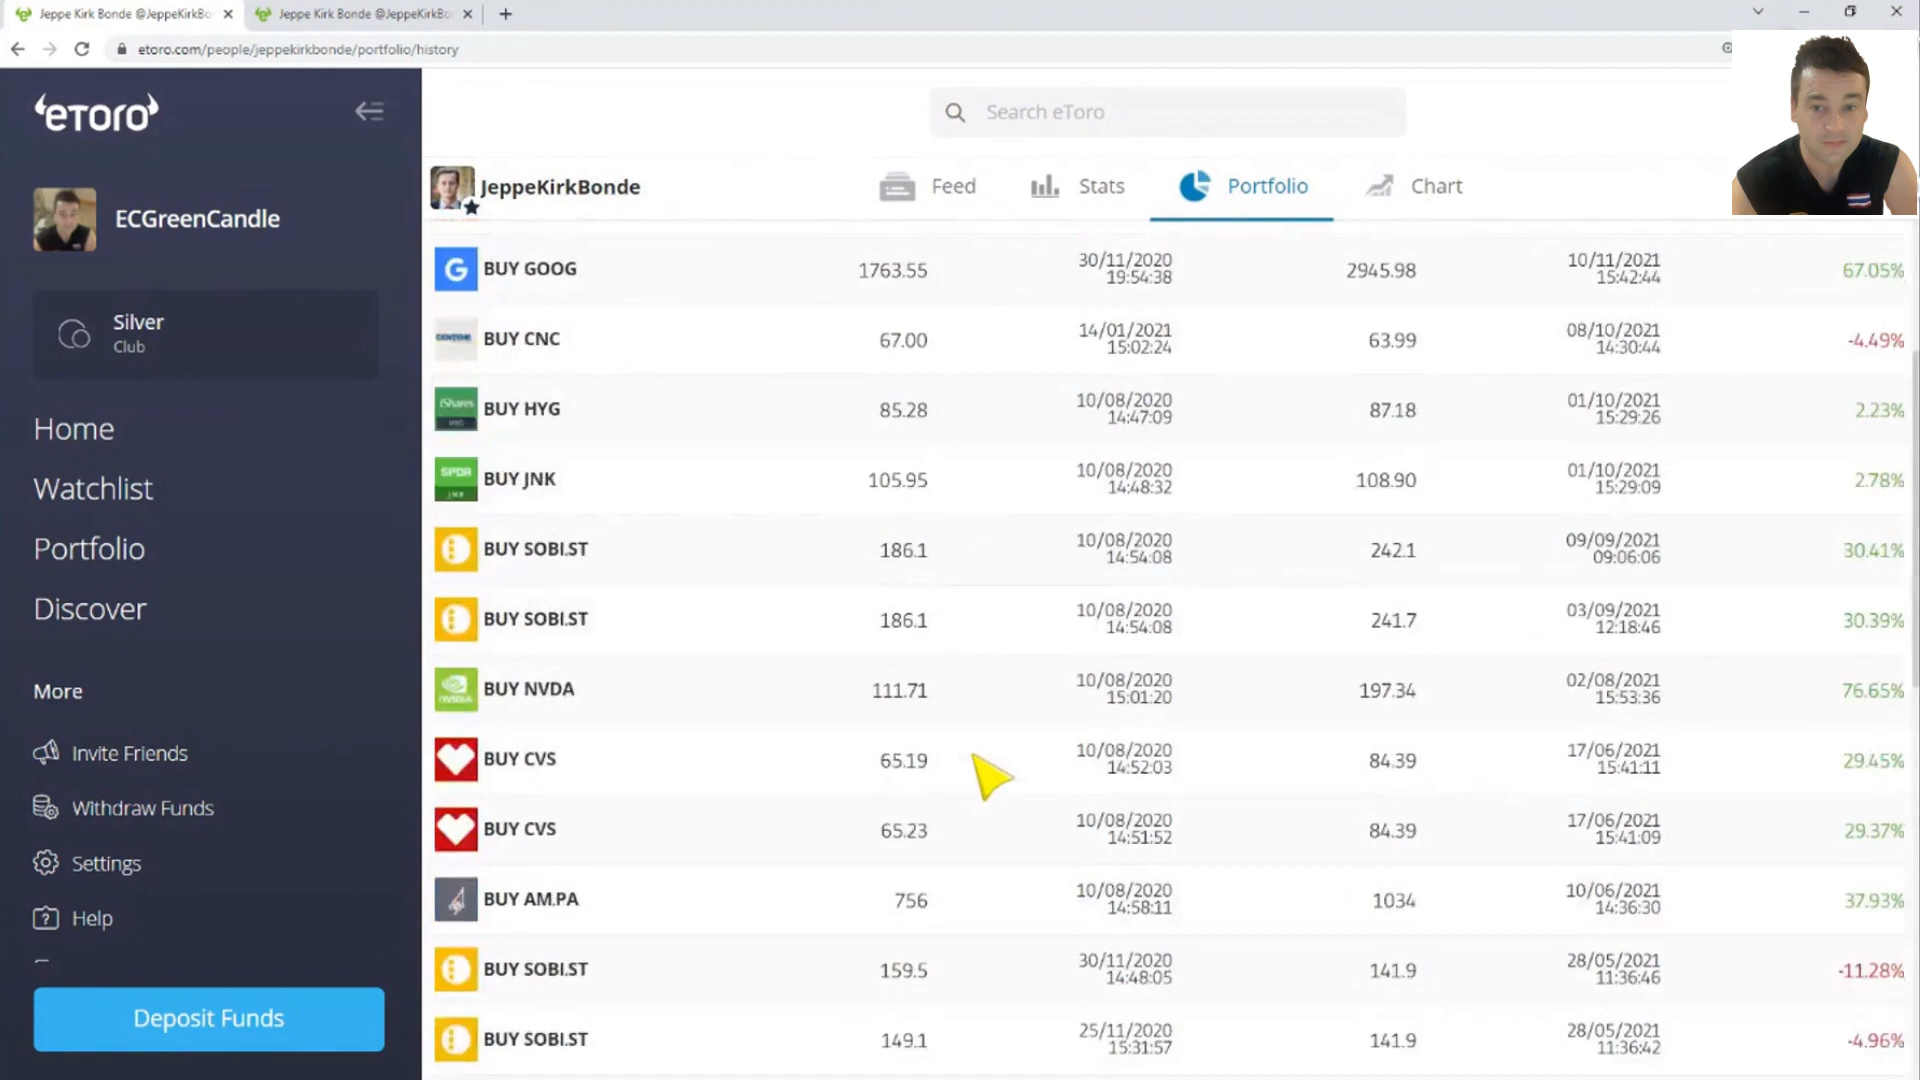 Jeppe Kirk Bonde @JeppeKirkBo
Jeppe Kirk Bonde @JeppeKirkBo
etoro.com/people/jeppekirkbonde/portfolio/history
eToro
Search eToro
ECGreenCandle
JeppeKirkBonde
Feed
Stats
Portfolio
Chart
Silver
Club
Home
Watchlist
Portfolio
Discover
More
Invite Friends
Withdraw Funds
Settings
Help
Deposit Funds
BUY GOOG 1763.55 30/11/2020 19:54:38 2945.98 10/11/2021 15:42:44 67.05%
BUY CNC 67.00 14/01/2021 15:02:24 63.99 08/10/2021 14:30:44 -4.49%
iShares
BUY HYG 85.28 10/08/2020 14:47:09 87.18 01/10/2021 15:29:26 2.23%
SPDR
JNK
BUY JNK 105.95 10/08/2020 14:48:32 108.90 01/10/2021 15:29:09 2.78%
BUY SOBI.ST 186.1 10/08/2020 14:54:08 242.1 09/09/2021 09:06:06 30.41%
BUY SOBI.ST 186.1 10/08/2020 14:54:08 241.7 03/09/2021 12:18:46 30.39%
NVIDIA
BUY NVDA 111.71 10/08/2020 15:01:20 197.34 02/08/2021 15:53:36 76.65%
BUY CVS 65.19 10/08/2020 14:52:03 84.39 17/06/2021 15:41:11 29.45%
BUY CVS 65.23 10/08/2020 14:51:52 84.39 17/06/2021 15:41:09 29.37%
BUY AM.PA 756 10/08/2020 14:58:11 1034 10/06/2021 14:36:30 37.93%
BUY SOBI.ST 159.5 30/11/2020 14:48:05 141.9 28/05/2021 11:36:46 -11.28%
BUY SOBI.ST 149.1 25/11/2020 15:31:57 141.9 28/05/2021 11:36:42 -4.96%